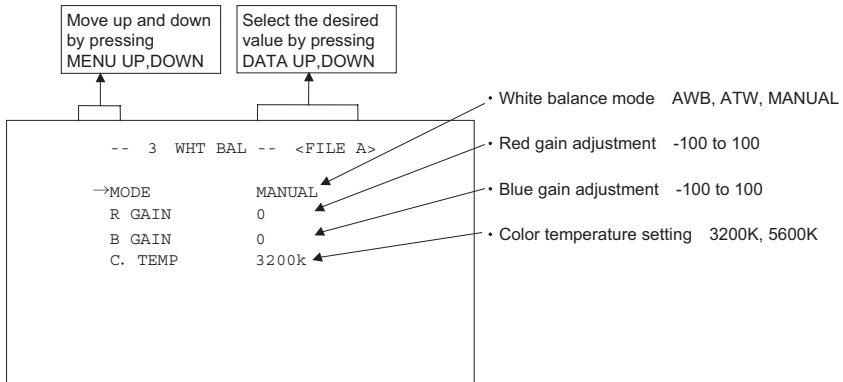 Move up and down
by pressing
MENU UP,DOWN
Select the desired
value by pressing
DATA UP,DOWN
・White balance mode AWB, ATW, MANUAL
-- 3 WHT BAL -- <FILE A>
・Red gain adjustment -100 to 100
→MODE MANUAL
・Blue gain adjustment -100 to 100
R GAIN 0
B GAIN 0
・Color temperature setting 3200K, 5600K
C. TEMP 3200k